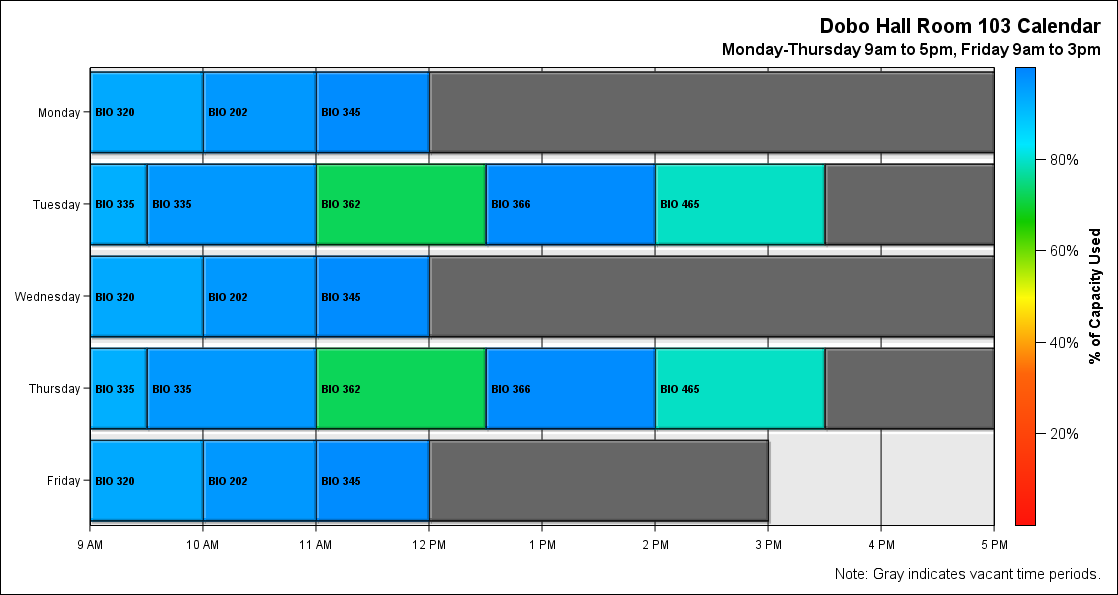 Dobo Hall Room 103 Calendar
Monday-Thursday 9am to 5pm, Friday 9am to 3pm
Monday BIO 320 BIO 202 BIO 345
Tuesday BIO 335 BIO 335 BIO 362 BIO 366 BIO 465
Wednesday BIO 320 BIO 202 BIO 345
Thursday BIO 335 BIO 335 BIO 362 BIO 366 BIO 465
Friday BIO 320 BIO 202 BIO 345
9 AM 10 AM 11 AM 12 PM 1 PM 2 PM 3 PM 4 PM 5 PM
80%
60%
40%
20%
% of Capacity Used
Note: Gray indicates vacant time periods.